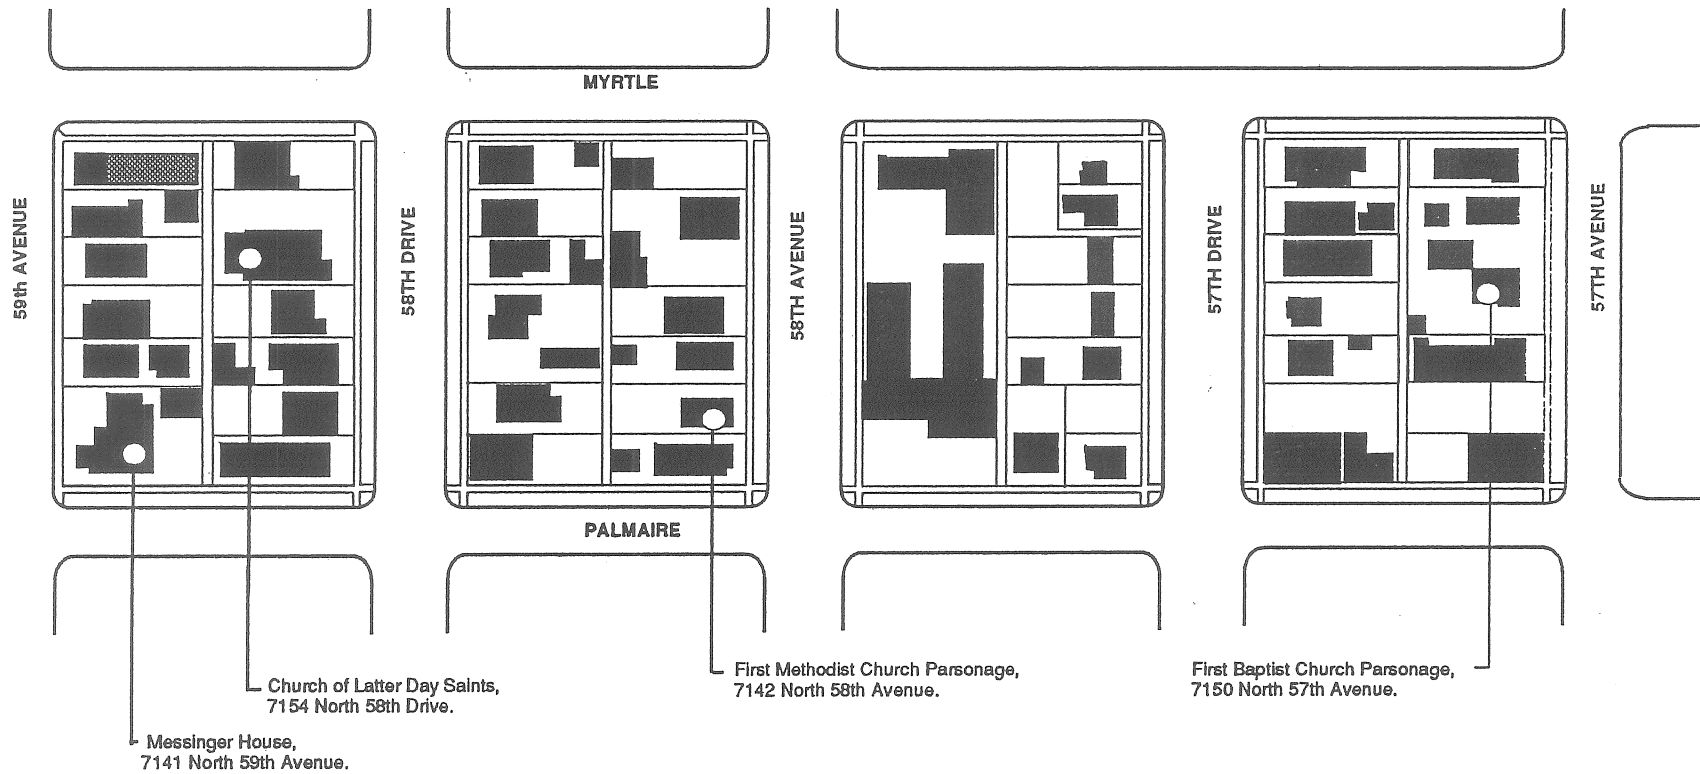 MYRTLE
59th AVENUE
58TH DRIVE
58TH AVENUE
57TH DRIVE
57TH AVENUE
PALMAIRE
First Methodist Church Parsonage,
7142 North 58th Avenue.
First Baptist Church Parsonage,
7150 North 57th Avenue.
Church of Latter Day Saints,
7154 North 58th Drive.
Messinger House,
7141 North 59th Avenue.